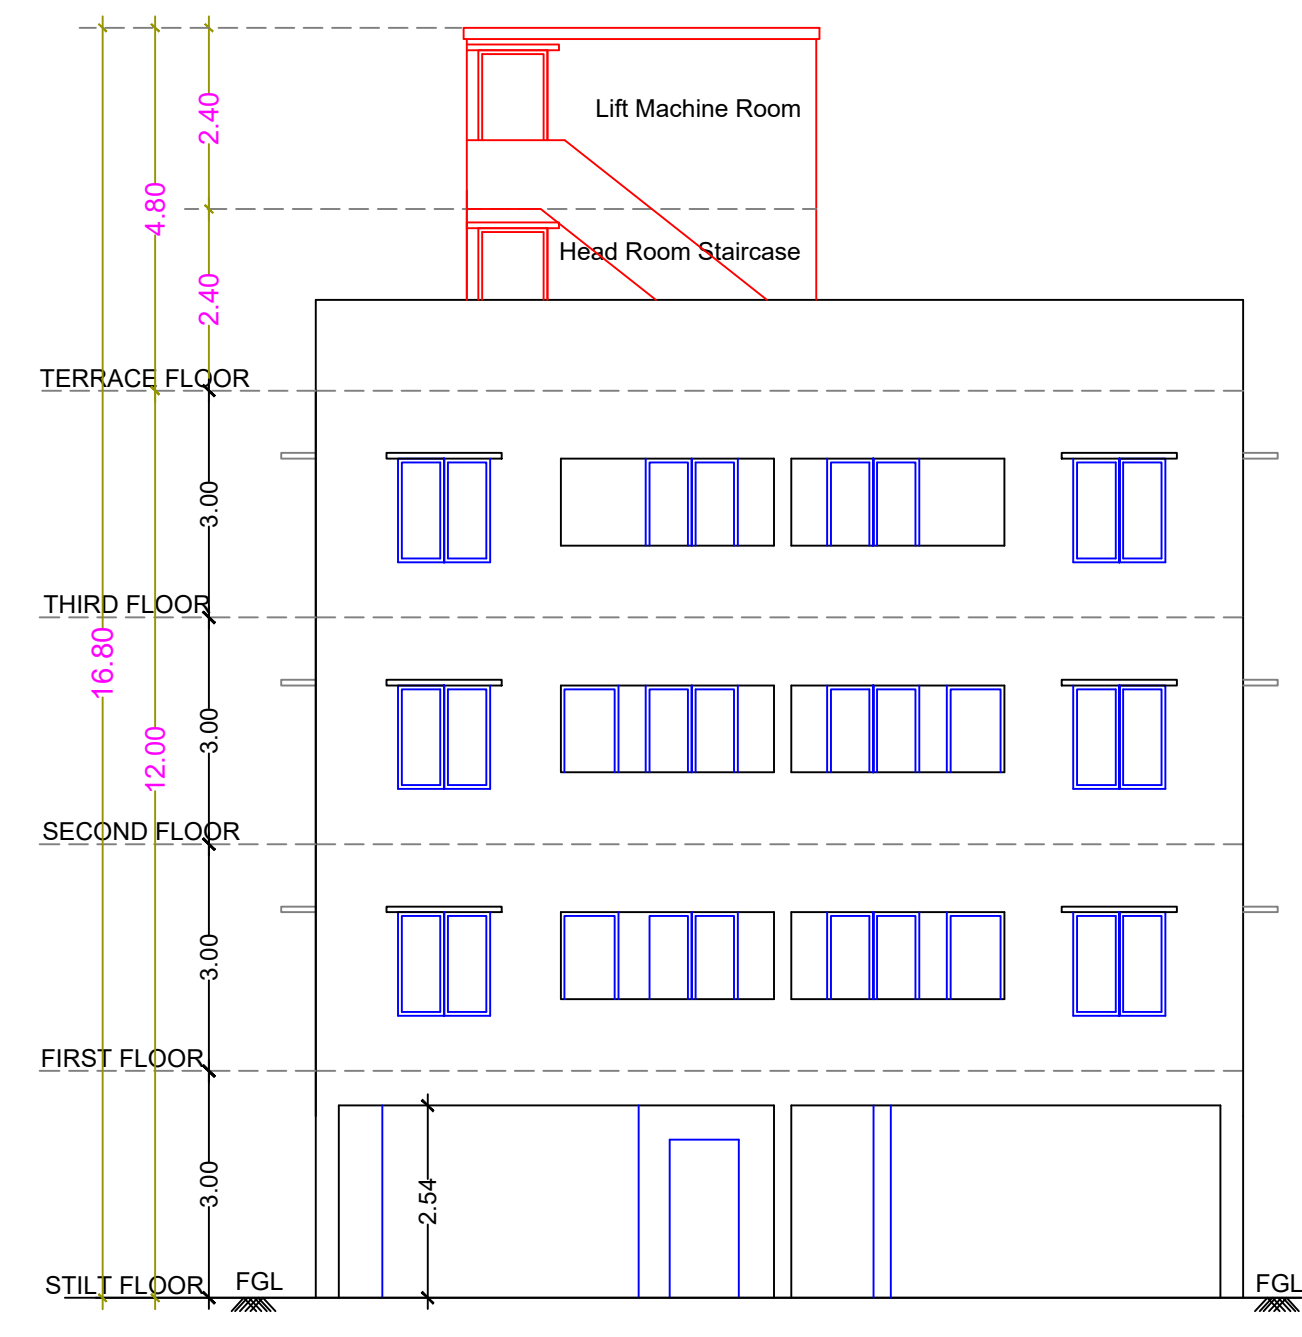 2.40
Lift Machine Room
4.80
Head Room Staircase
2.40
TERRACE FLOOR
3.00
THIRD FLOOR
16.80
3.00
12.00
SECOND FLOOR
3.00
FIRST FLOOR
3.00
2.54
STILT FLOOR
FGL
FGL